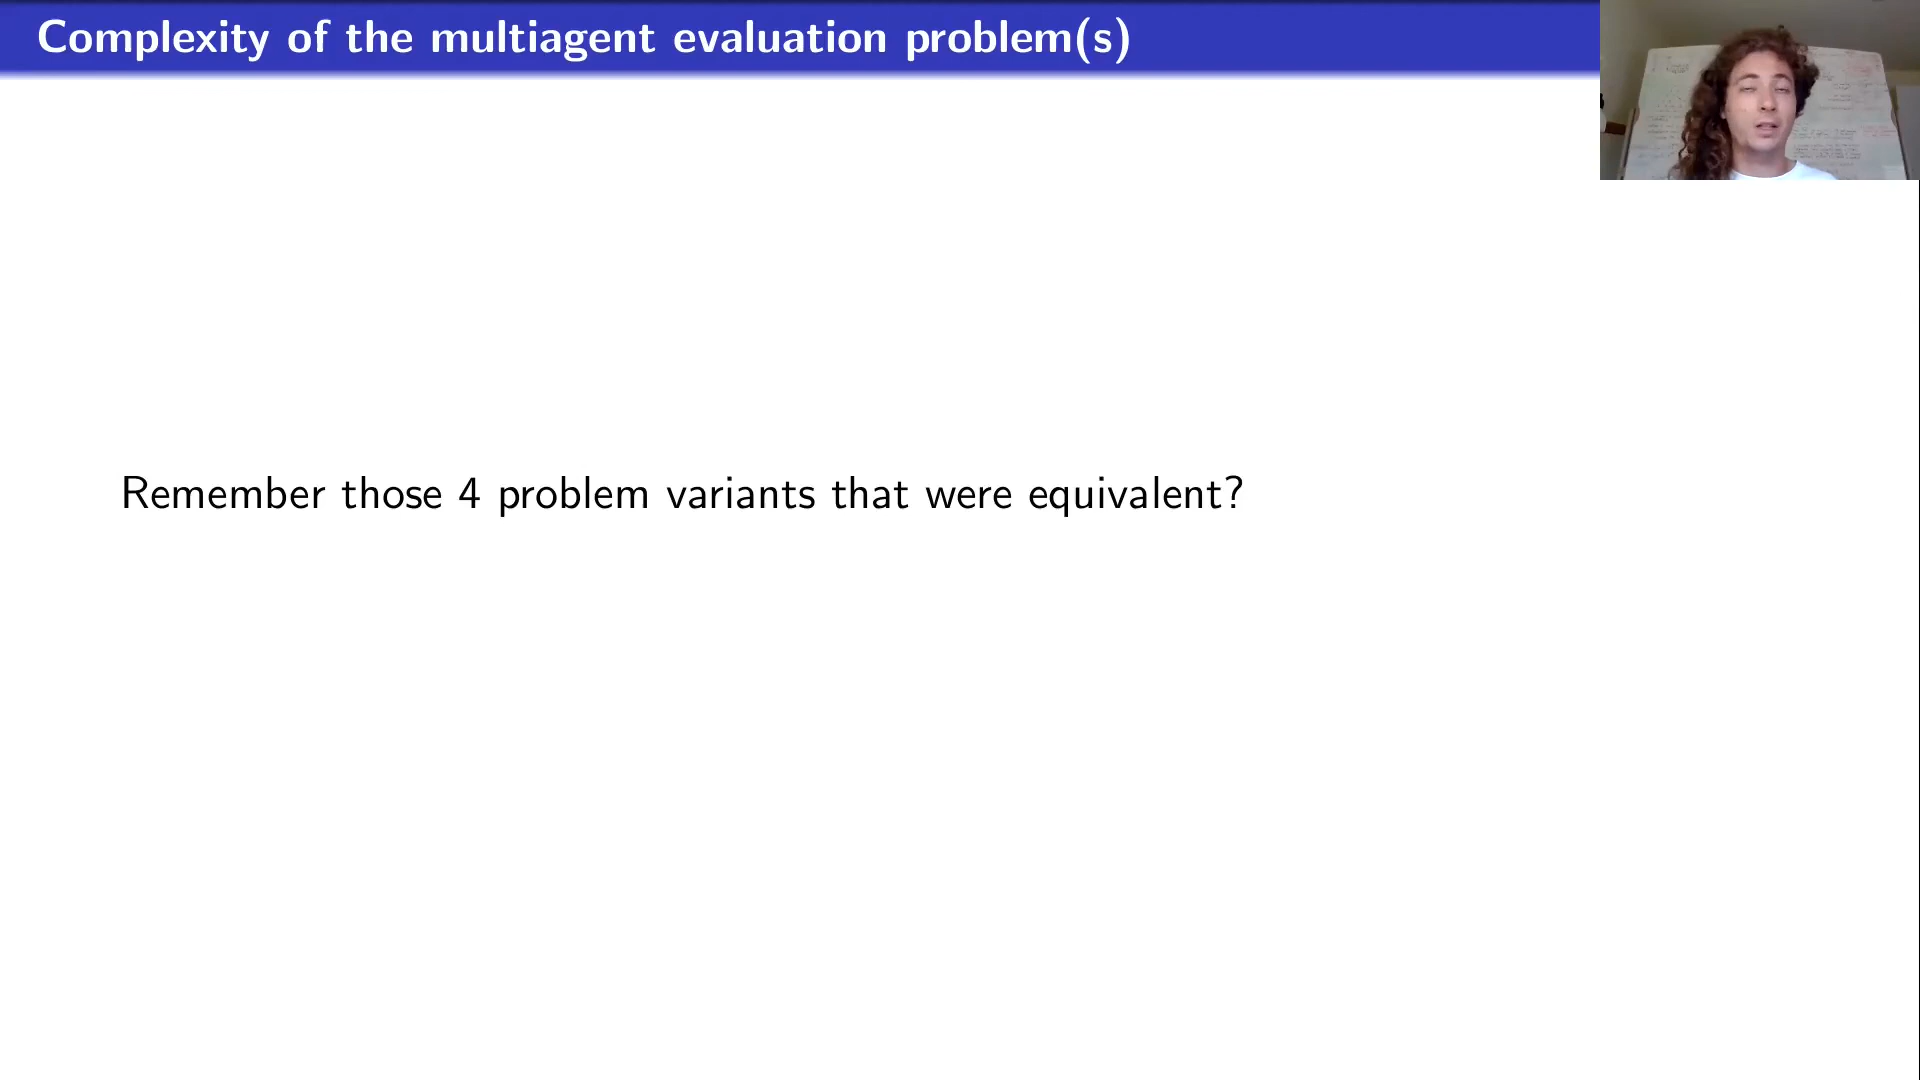 Complexity of the multiagent evaluation problem(s)
Remember those 4 problem variants that were equivalent?